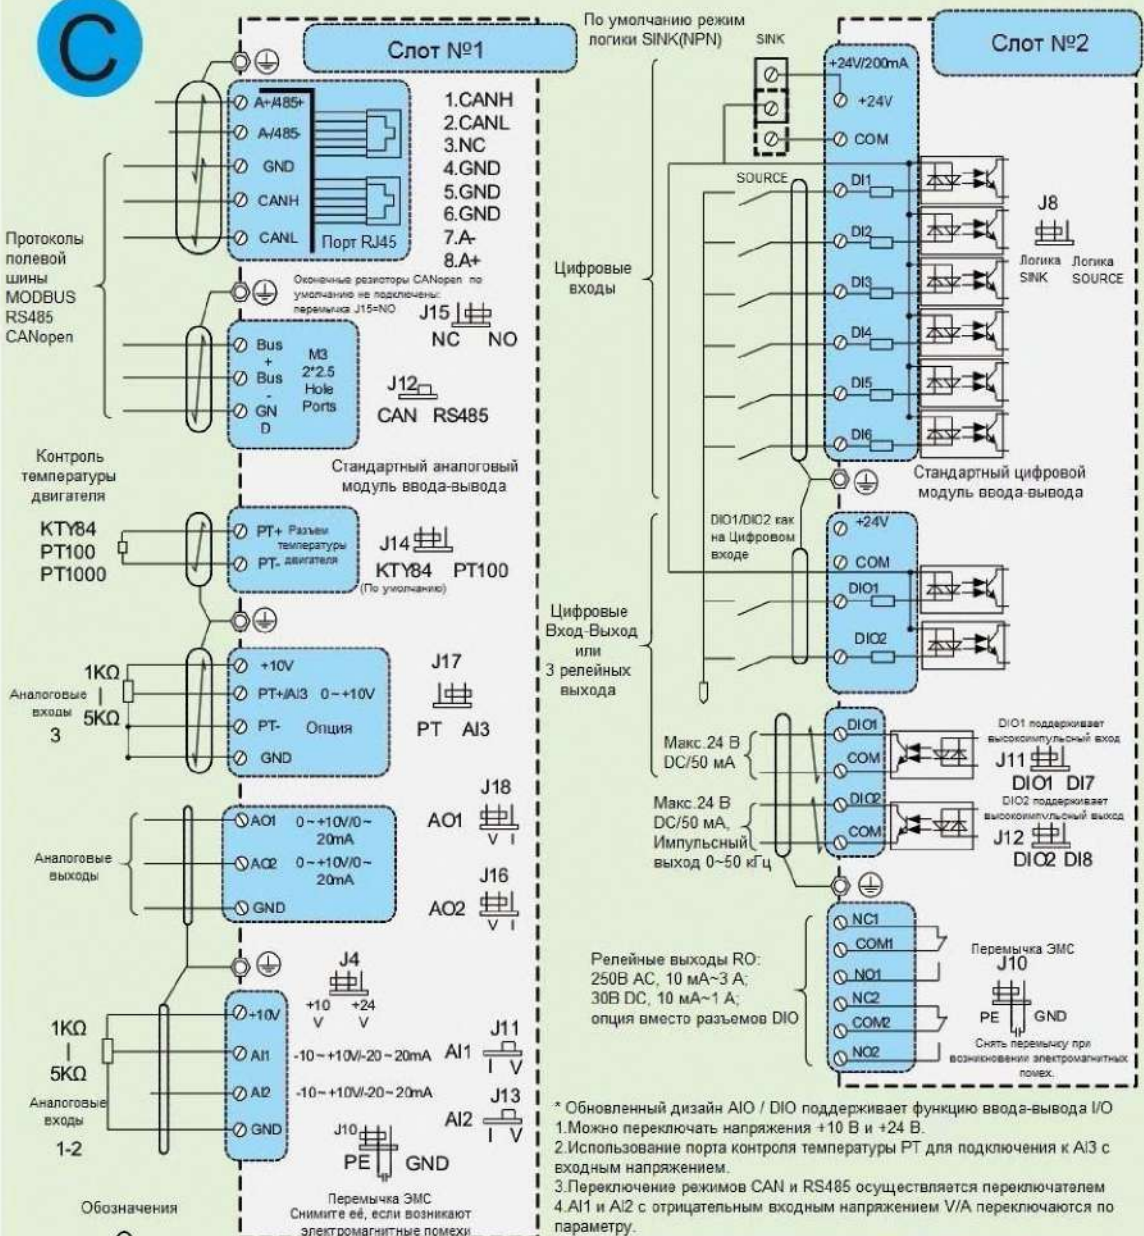 C
Слот №1
A+/485+
A-/485-
GND
CANH
CANL
Порт RJ45
1.CANH
2.CANL
3.NC
4.GND
5.GND
6.GND
7.A-
8.A+
Протоколы
полевой
шины
MODBUS
RS485
CANopen
Оконечные резисторы CANopen по
умолчанию не подключены:
перемычка J15=NO
J15
NC NO
Bus
+
Bus
-
GN
D
M3
2*2.5
Hole
Ports
J12
CAN RS485
Стандартный аналоговый
модуль ввода-вывода
Контроль
температуры
двигателя
KTY84
PT100
PT1000
PT+
PT-
Разъем
температуры
двигателя
J14
KTY84 PT100
(По умолчанию)
1KΩ
|
5KΩ
Аналоговые
входы
3
+10V
PT+/AI3 0~+10V
PT- Опция
GND
J17
PT AI3
Аналоговые
выходы
AO1 0~+10V/0~
20mA
AO2 0~+10V/0~
20mA
GND
J18
AO1
V I
J16
AO2
V I
J4
+10 +24
V V
1KΩ
|
5KΩ
Аналоговые
входы
1-2
+10V
AI1 -10~+10V/-20~20mA
AI2 -10~+10V/-20~20mA
GND
J11
AI1
I V
J13
AI2
I V
J10
PE GND
Перемычка ЭМС
Снимите её, если возникают
электромагнитные помехи
Обозначения
По умолчанию режим
логики SINK(NPN)
SINK
SOURCE
Слот №2
+24V/200mA
+24V
COM
DI1
DI2
DI3
DI4
DI5
DI6
Цифровые
входы
J8
Логика
SINK
Логика
SOURCE
Стандартный цифровой
модуль ввода-вывода
DIO1/DIO2 как
на Цифровом
входе
+24V
COM
DIO1
DIO2
Цифровые
Вход-Выход
или
3 релейных
выхода
Макс.24 В
DC/50 мА
Макс.24 В
DC/50 мА,
Импульсный
выход 0~50 кГц
DIO1
COM
DIO2
COM
DIO1 поддерживает
высокоимпульсный вход
J11
DIO1 DI7
DIO2 поддерживает
высокоимпульсный выход
J12
DIO2 DI8
Релейные выходы RO:
250В AC, 10 мА~3 А;
30В DC, 10 мА~1 А;
опция вместо разъемов DIO
NC1
COM1
NO1
NC2
COM2
NO2
Перемычка ЭМС
J10
PE GND
Снять перемычку при
возникновении электромагнитных
помех.
* Обновленный дизайн AIO / DIO поддерживает функцию ввода-вывода I/O
1.Можно переключать напряжения +10 В и +24 В.
2.Использование порта контроля температуры PT для подключения к AI3 с
входным напряжением.
3.Переключение режимов CAN и RS485 осуществляется переключателем
4.AI1 и AI2 с отрицательным входным напряжением V/A переключаются по
параметру.